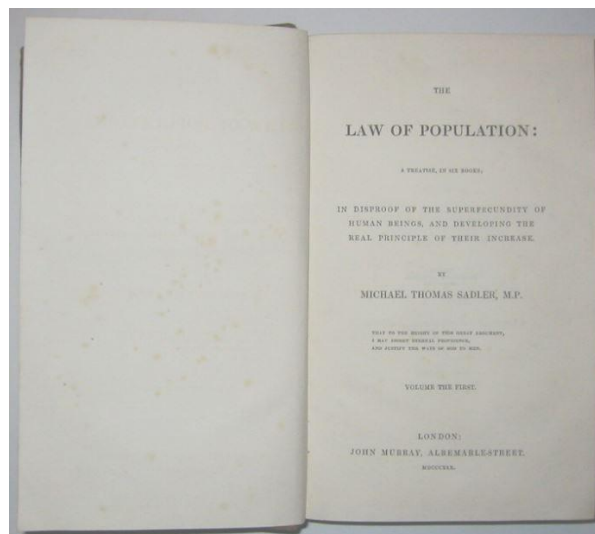 THE
LAW OF POPULATION:
A TREATISE, IN SIX BOOKS;
IN DISPROOF OF THE SUPERFECUNDITY OF
HUMAN BEINGS, AND DEVELOPING THE
REAL PRINCIPLE OF THEIR INCREASE.
BY
MICHAEL THOMAS SADLER, M.P.
THAT TO THE HEIGHT OF THIS GREAT ARGUMENT,
I MAY ASSERT ETERNAL PROVIDENCE,
AND JUSTIFY THE WAYS OF GOD TO MEN.
VOLUME THE FIRST.
LONDON:
JOHN MURRAY, ALBEMARLE-STREET.
MDCCCXXX.